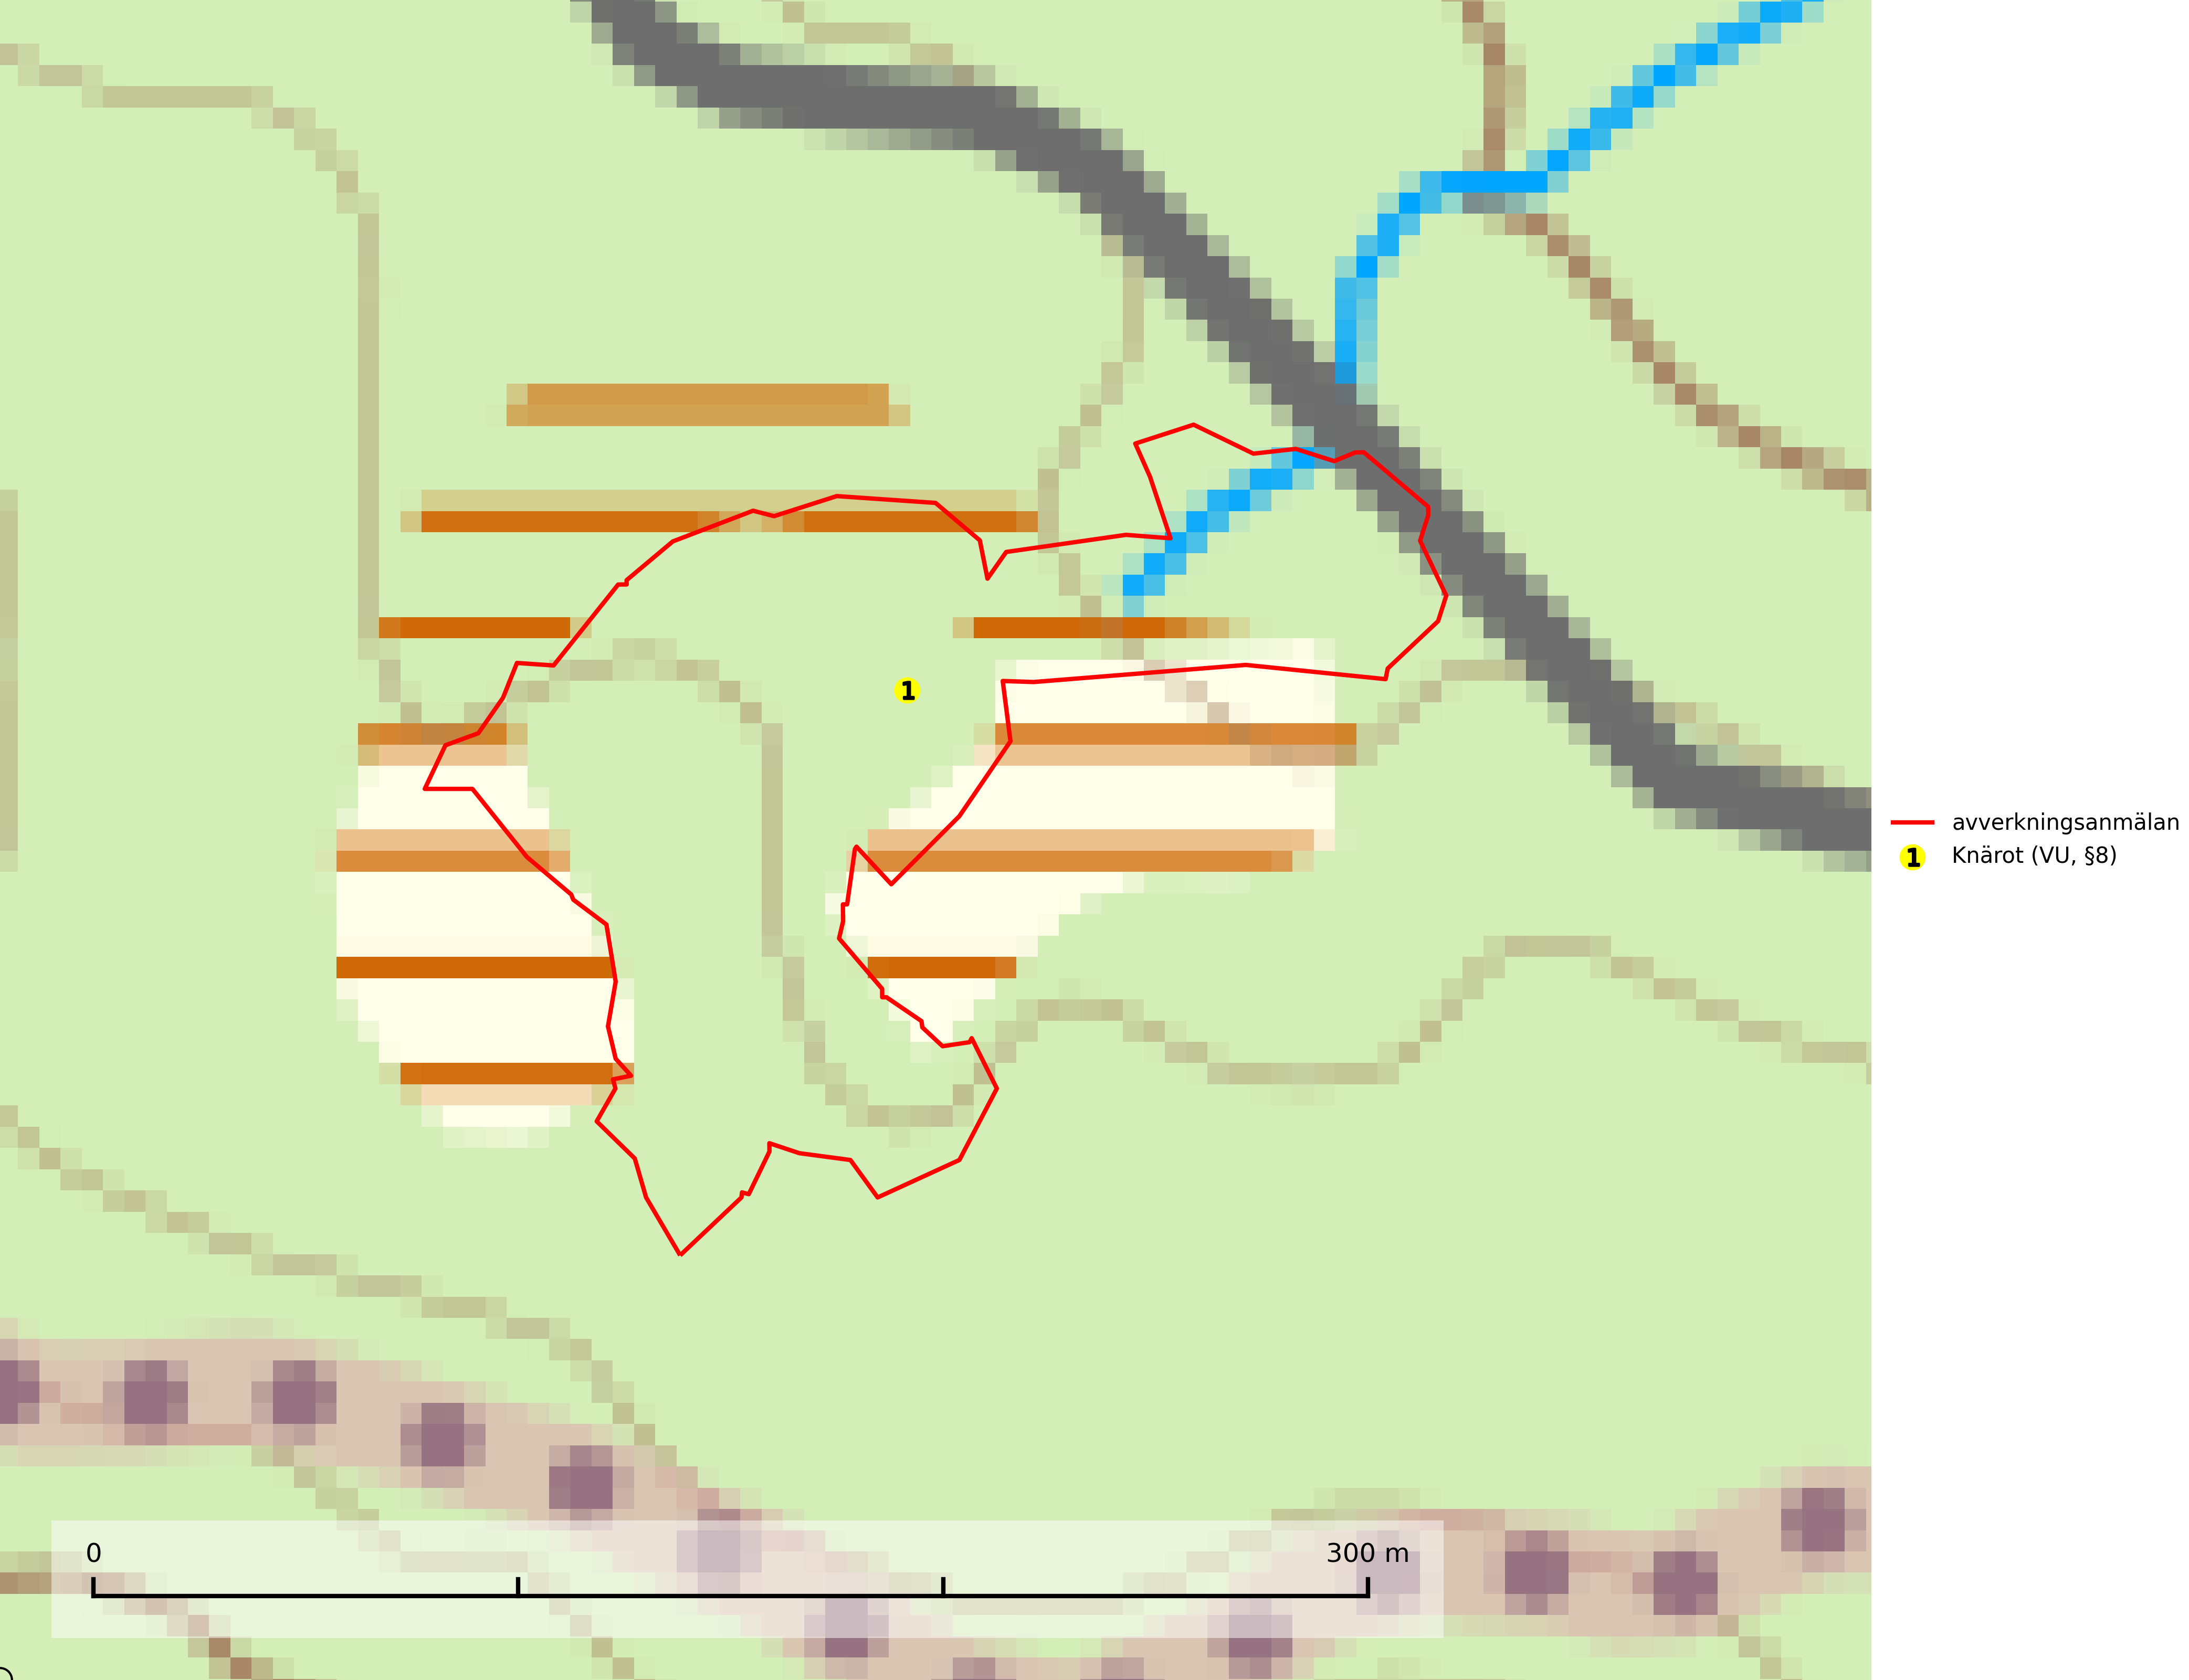 1
avverkningsanmälan
1 Knärot (VU, §8)
0 300 m